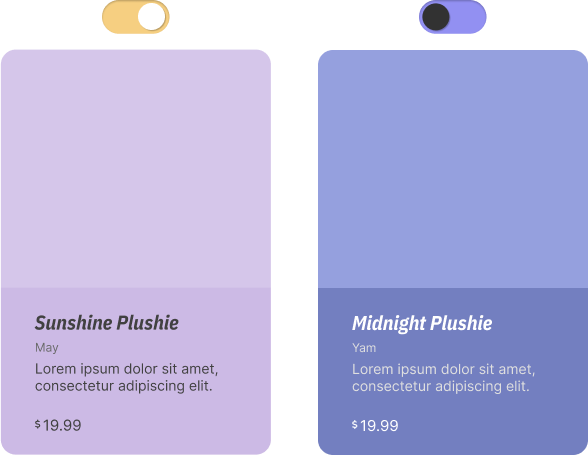 Sunshine Plushie
May
Lorem ipsum dolor sit amet,
consectetur adipiscing elit.
$19.99
Midnight Plushie
Yam
Lorem ipsum dolor sit amet,
consectetur adipiscing elit.
$19.99